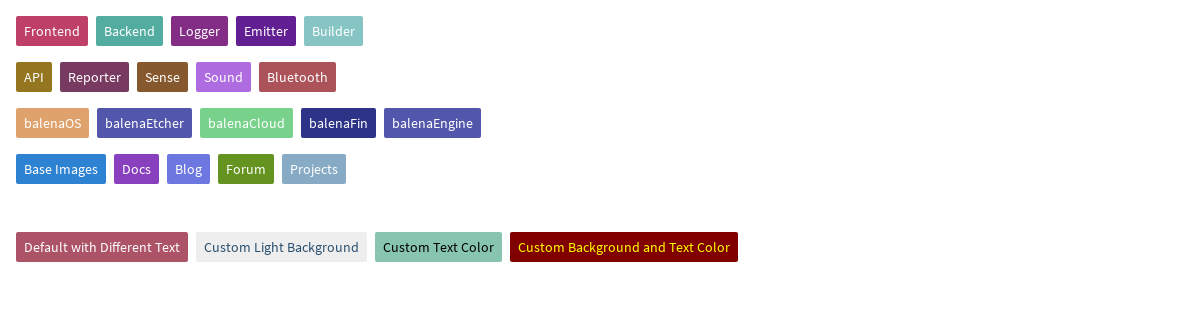 Frontend Backend Logger Emitter Builder
API Reporter Sense Sound Bluetooth
balenaOS balenaEtcher balenaCloud balenaFin balenaEngine
Base Images Docs Blog Forum Projects
Default with Different Text Custom Light Background Custom Text Color Custom Background and Text Color